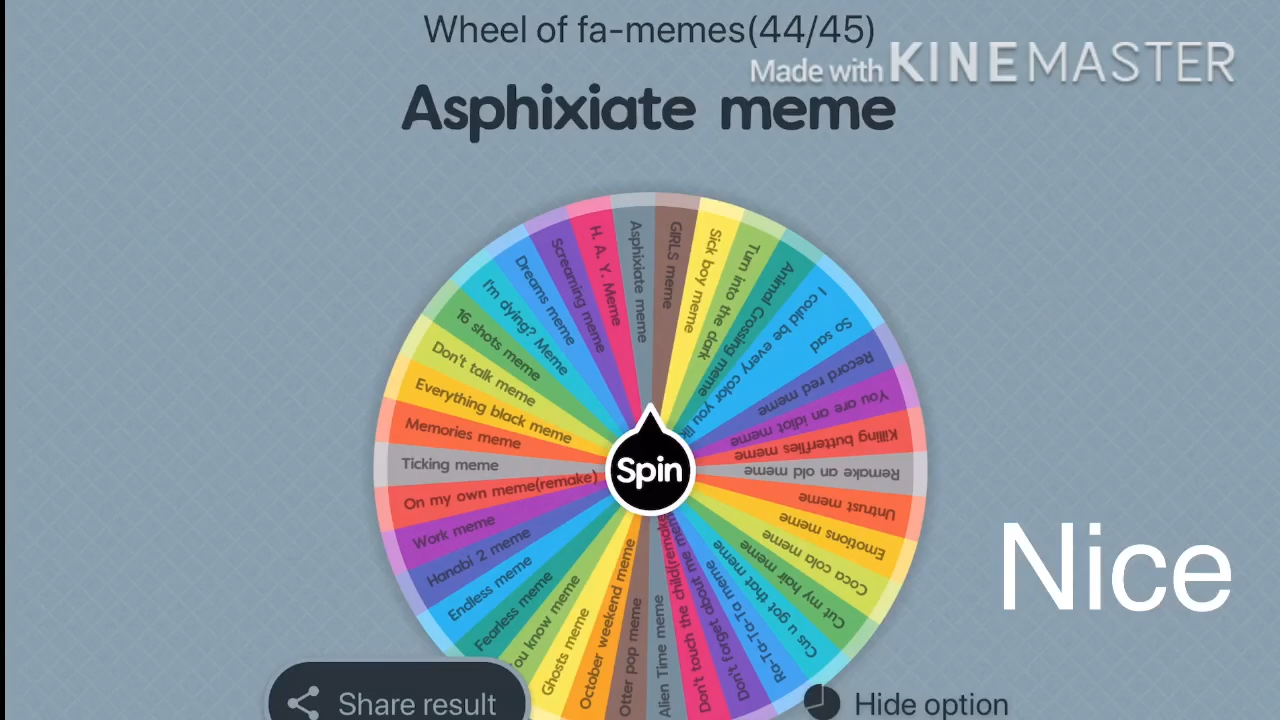 Wheel of fa-memes(44/45)
Made with KINEMASTER
Asphixiate meme
Asphixiate meme
GIRLS meme
Sick boy meme
Turn into the dark
Animal Crossing meme
I could be every color you lik
So sad
Record red meme
You are an idiot meme
Killing butterflies meme
Remake an old meme
Untrust meme
Emotions meme
Coca cola meme
Cut my hair meme
Cus u got that meme
Ra-Ta-Ta-Ta meme
Don't forget about me mem
Don't touch the child(remake
Alien Time meme
Otter pop meme
October weekend meme
Ghosts meme
ou know meme
Fearless meme
Endless meme
Hanabi 2 meme
Work meme
On my own meme(remake)
Ticking meme
Memories meme
Everything black meme
Don't talk meme
16 shots meme
I'm dying? Meme
Dreams meme
Screaming meme
H. A. Y. Meme
Spin
Nice
Share result
Hide option